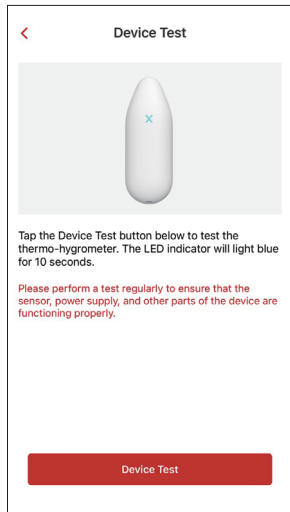 Device Test
Tap the Device Test button below to test the
thermo-hygrometer. The LED indicator will light blue
for 10 seconds.
Please perform a test regularly to ensure that the
sensor, power supply, and other parts of the device are
functioning properly.
Device Test